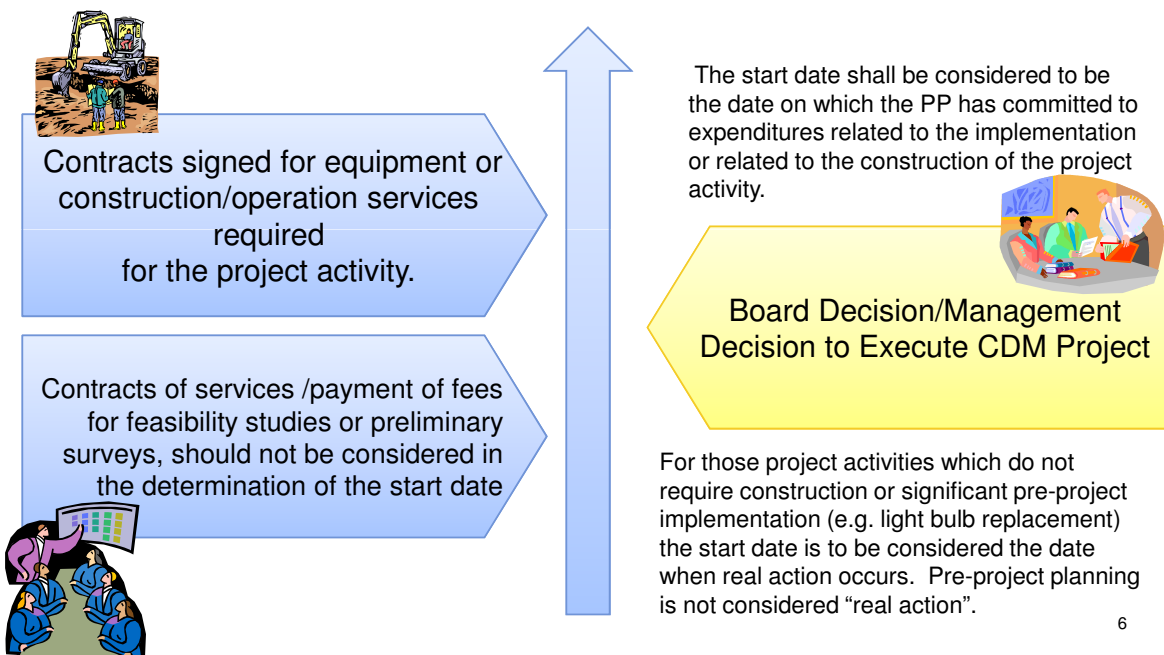 Contracts signed for equipment or
construction/operation services
required
for the project activity.
Contracts of services /payment of fees
for feasibility studies or preliminary
surveys, should not be considered in
the determination of the start date
The start date shall be considered to be
the date on which the PP has committed to
expenditures related to the implementation
or related to the construction of the project
activity.
Board Decision/Management
Decision to Execute CDM Project
For those project activities which do not
require construction or significant pre-project
implementation (e.g. light bulb replacement)
the start date is to be considered the date
when real action occurs.  Pre-project planning
is not considered “real action”.
6